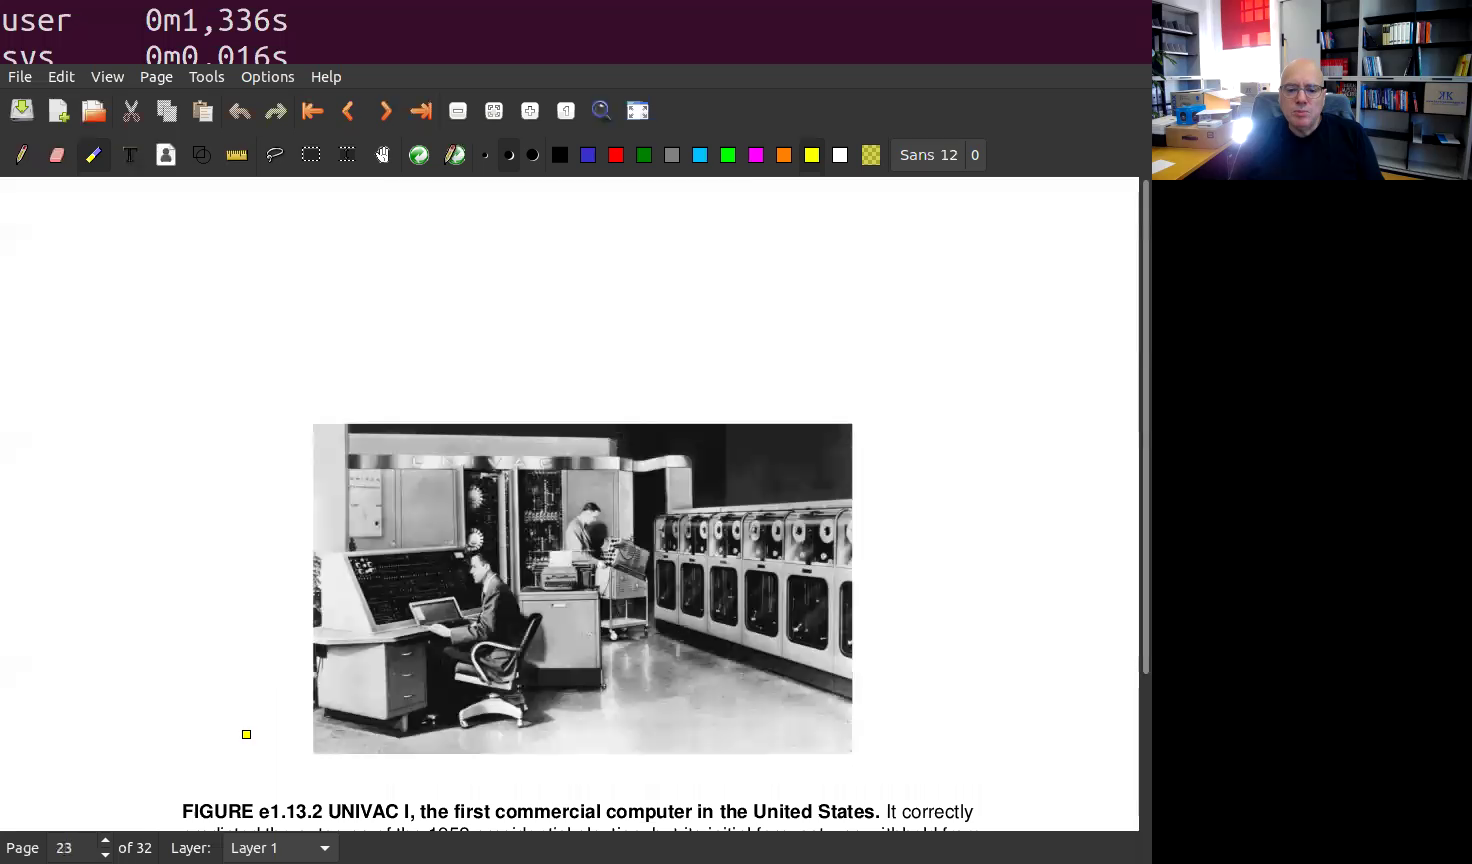 user 0m1,336s
sys 0m0.016s
File Edit View Page Tools Options Help
Sans 12 0
FIGURE e1.13.2 UNIVAC I, the first commercial computer in the United States. It correctly
Page 23 of 32 Layer: Layer 1